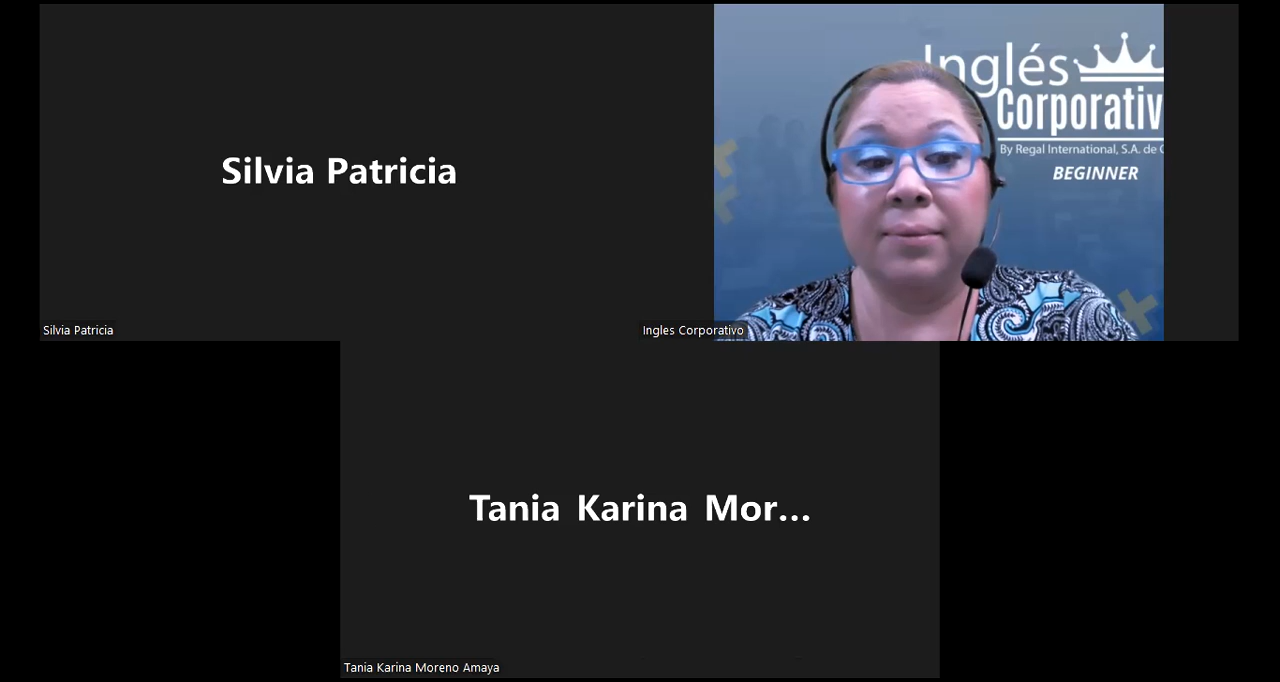 Silvia Patricia
Silvia Patricia
Inglés
Corporativ
By Regal International, S.A. de C
BEGINNER
Ingles Corporativo
Tania Karina Mor...
Tania Karina Moreno Amaya